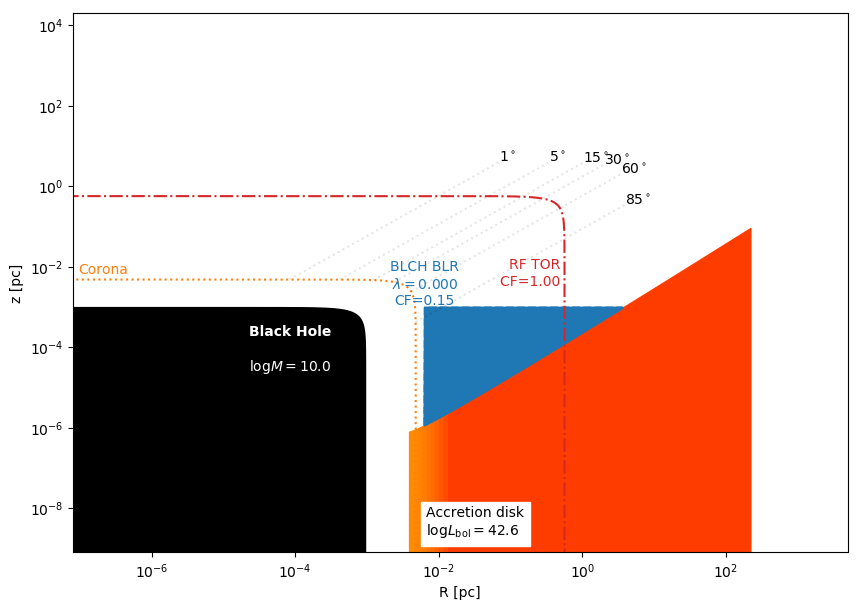 10^4
10^2
10^0
10^−2
10^−4
10^−6
10^−8
z [pc]
1°
5°
15°
30°
60°
85°
Corona
BLCH BLR
λ = 0.000
CF=0.15
RF TOR
CF=1.00
Black Hole
logM = 10.0
Accretion disk
logL_bol = 42.6
10^−6
10^−4
10^−2
10^0
10^2
R [pc]